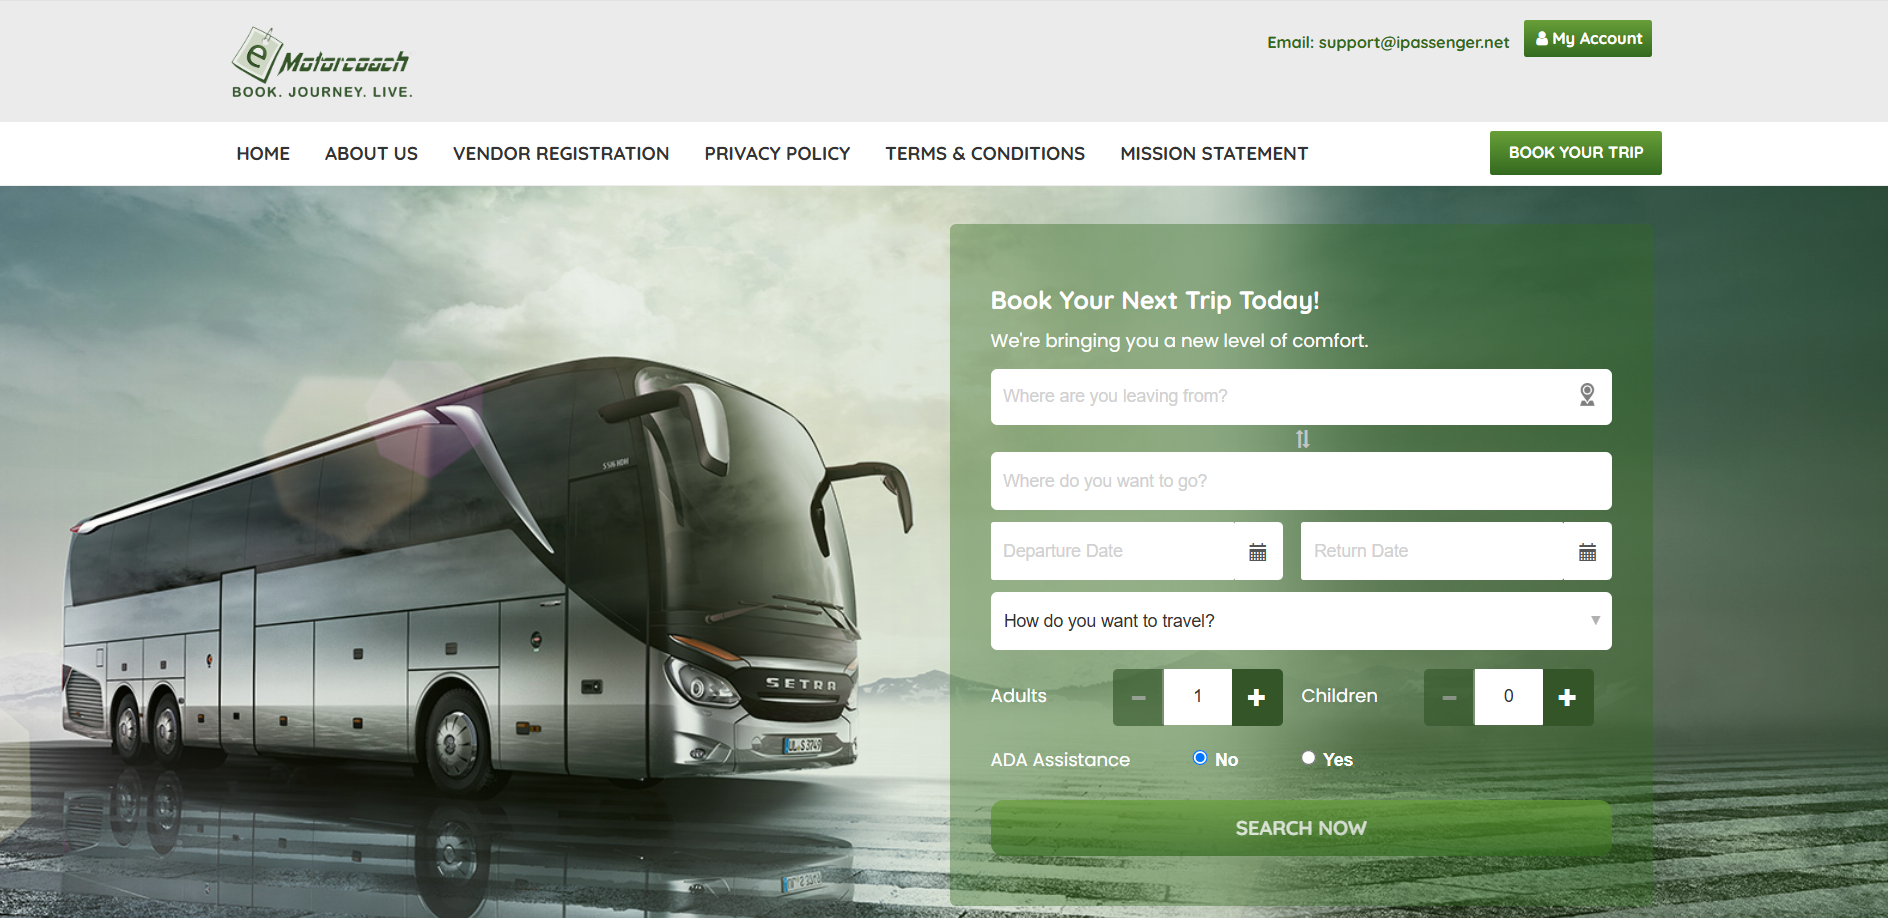 e Motorcoach
BOOK. JOURNEY. LIVE.
Email: support@ipassenger.net
My Account
HOME
ABOUT US
VENDOR REGISTRATION
PRIVACY POLICY
TERMS & CONDITIONS
MISSION STATEMENT
BOOK YOUR TRIP
Book Your Next Trip Today!
We're bringing you a new level of comfort.
Where are you leaving from?
Where do you want to go?
Departure Date
Return Date
How do you want to travel?
Adults
1
Children
0
ADA Assistance
No
Yes
SEARCH NOW
SETRA